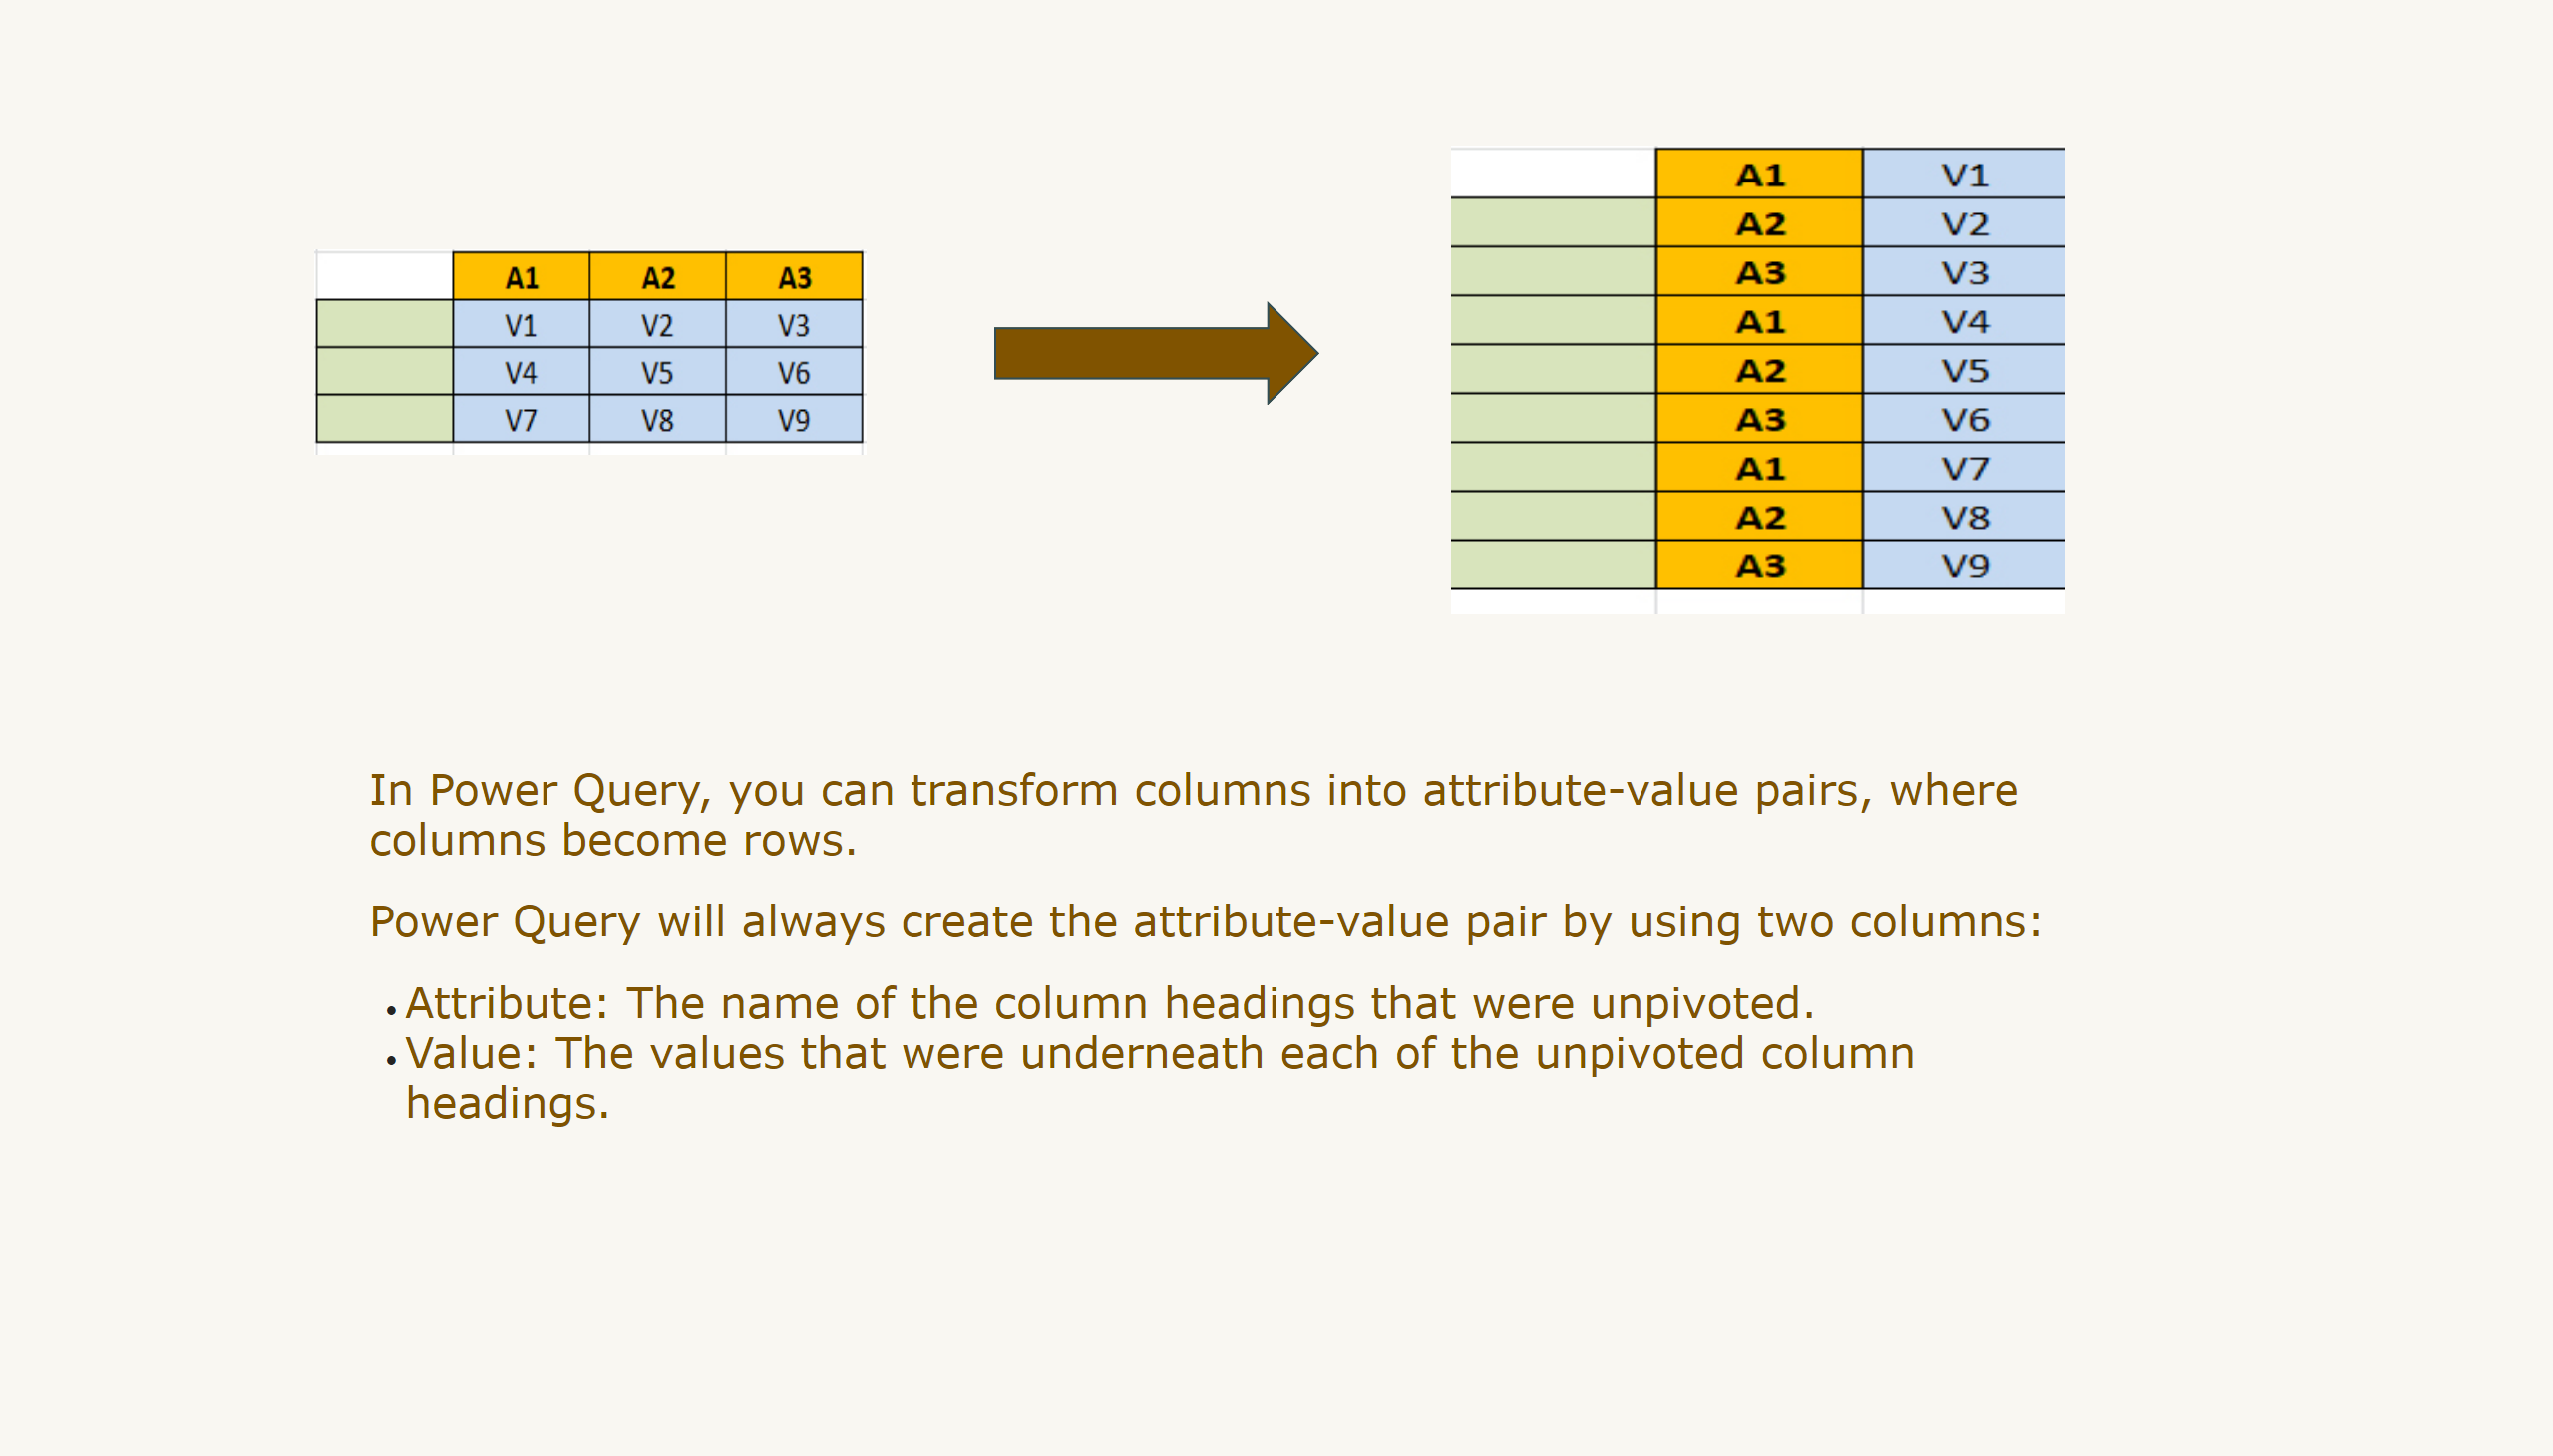 A1 A2 A3
V1 V2 V3
V4 V5 V6
V7 V8 V9
A1 V1
A2 V2
A3 V3
A1 V4
A2 V5
A3 V6
A1 V7
A2 V8
A3 V9
In Power Query, you can transform columns into attribute-value pairs, where
columns become rows.
Power Query will always create the attribute-value pair by using two columns:
• Attribute: The name of the column headings that were unpivoted.
• Value: The values that were underneath each of the unpivoted column
headings.